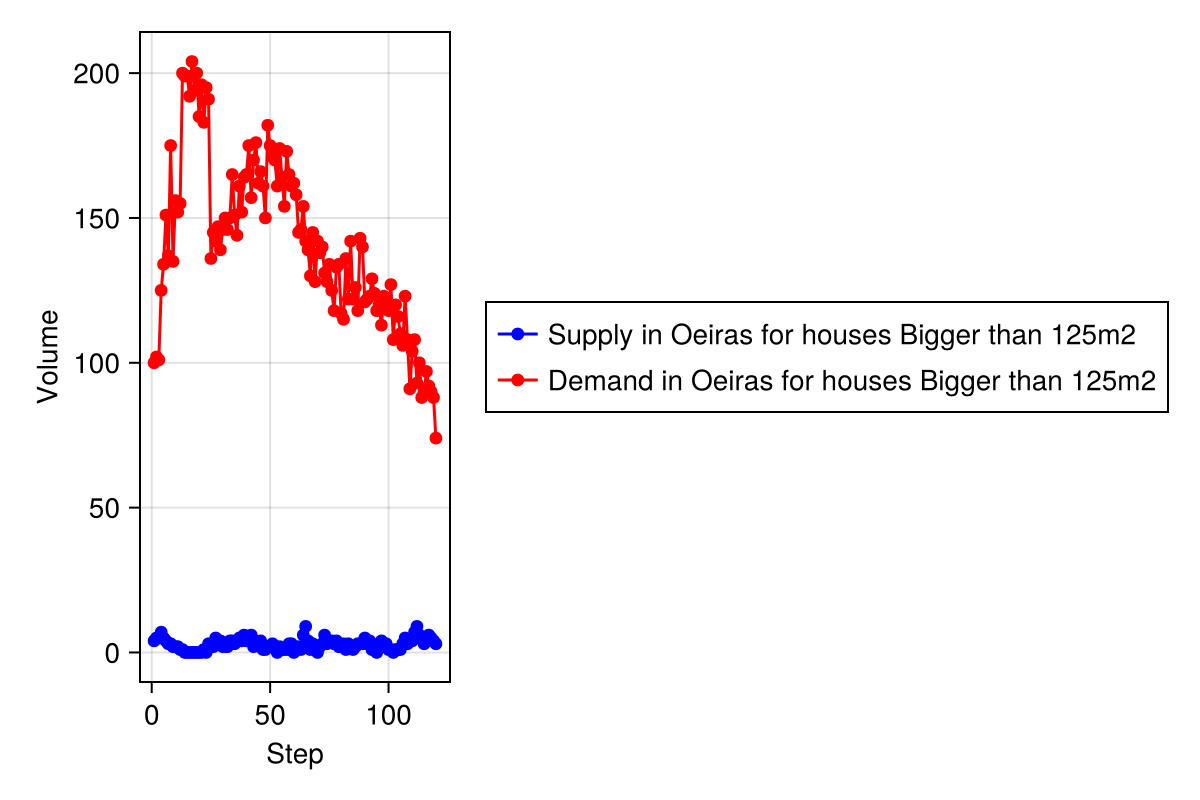 200
150
100
50
0
Volume
0 50 100
Step
Supply in Oeiras for houses Bigger than 125m2
Demand in Oeiras for houses Bigger than 125m2